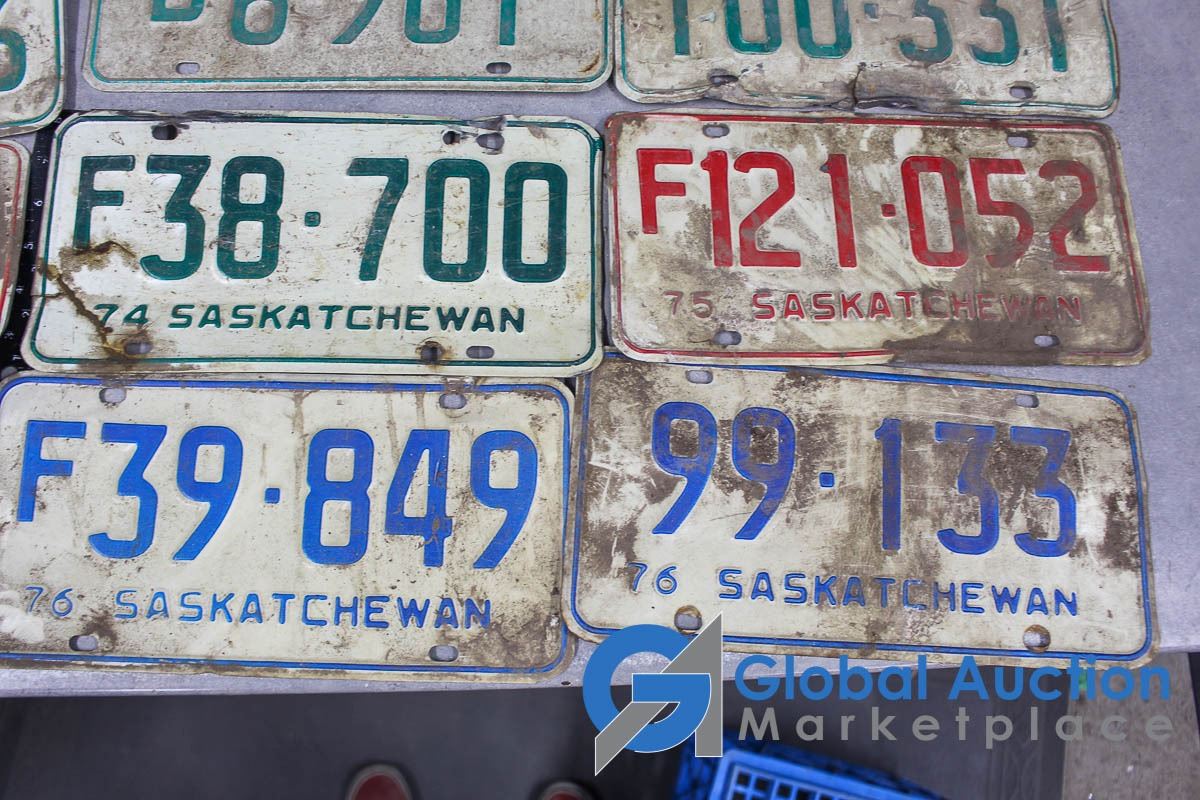 F38·700
74 SASKATCHEWAN
F121·052
75 SASKATCHEWAN
F39·849
76 SASKATCHEWAN
99·133
76 SASKATCHEWAN
Global Auction
Marketplace